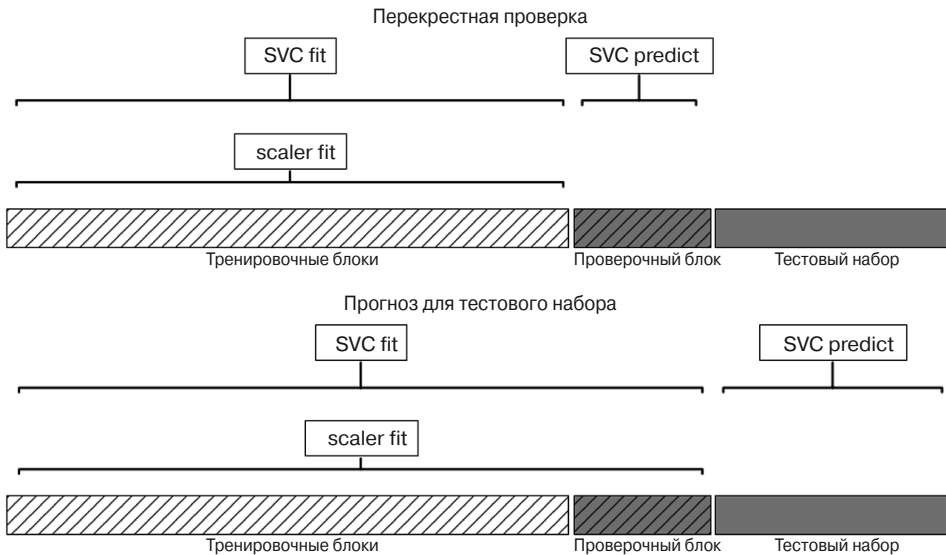 Перекрестная проверка
SVC fit
SVC predict
scaler fit
Тренировочные блоки
Проверочный блок
Тестовый набор
Прогноз для тестового набора
SVC fit
SVC predict
scaler fit
Тренировочные блоки
Проверочный блок
Тестовый набор